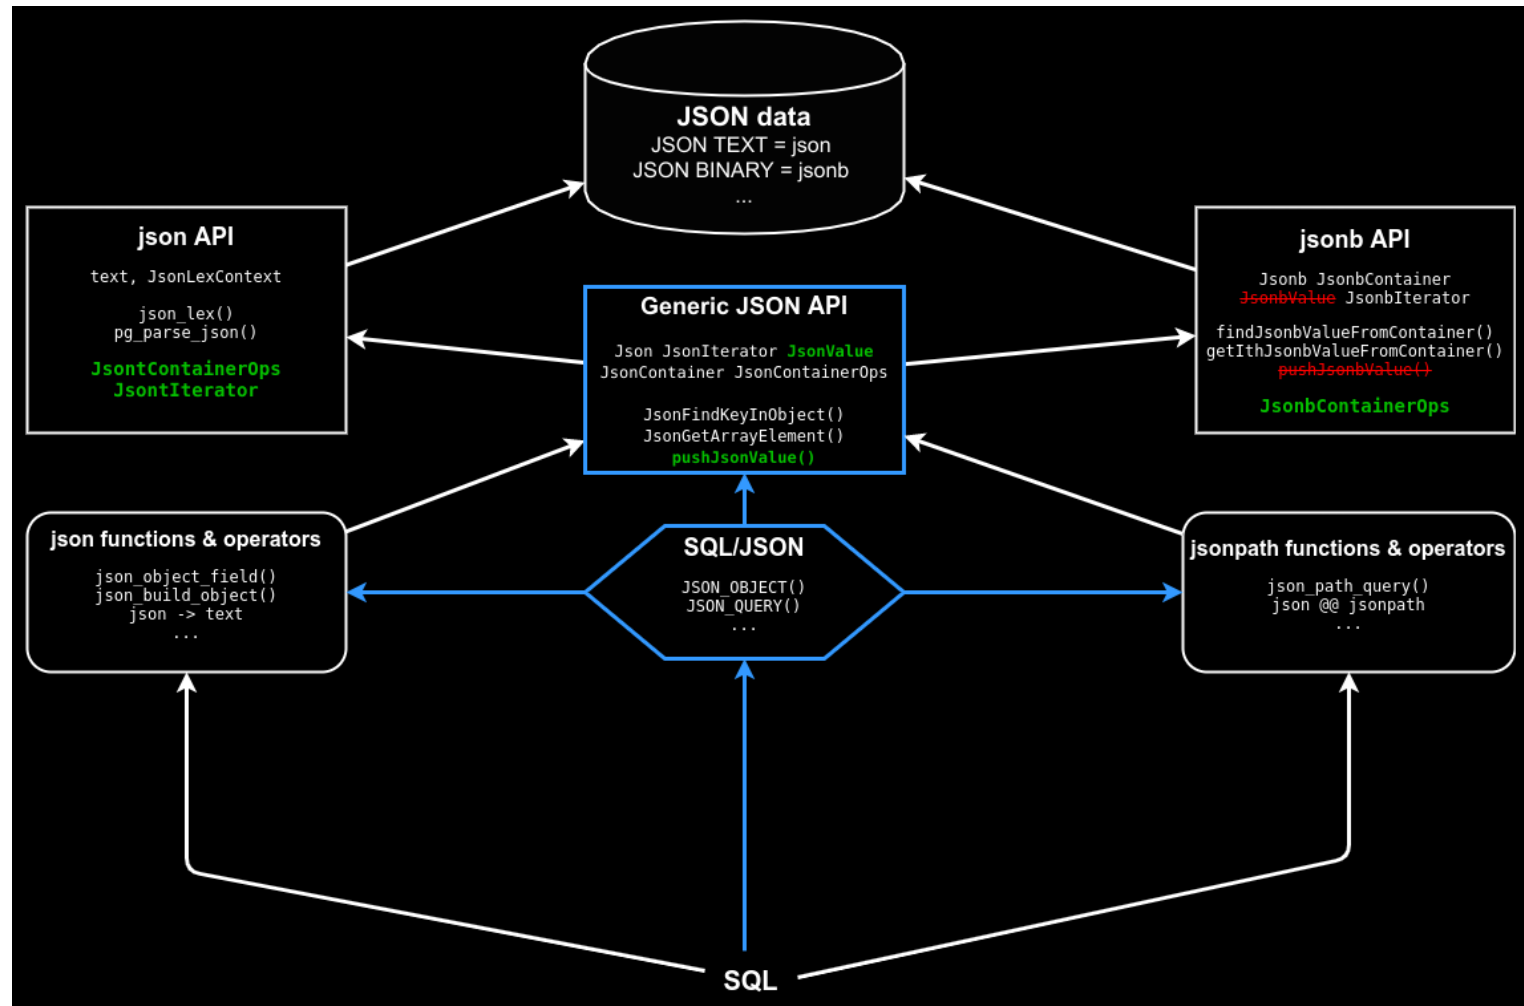 JSON data
JSON TEXT = json
JSON BINARY = jsonb
...
json API
text, JsonLexContext
json_lex()
pg_parse_json()
JsontContainerOps
JsontIterator
Generic JSON API
Json JsonIterator JsonValue
JsonContainer JsonContainerOps
JsonFindKeyInObject()
JsonGetArrayElement()
pushJsonValue()
jsonb API
Jsonb JsonbContainer
JsonbValue JsonbIterator
findJsonbValueFromContainer()
getIthJsonbValueFromContainer()
pushJsonbValue()
JsonbContainerOps
json functions & operators
json_object_field()
json_build_object()
json -> text
...
SQL/JSON
JSON_OBJECT()
JSON_QUERY()
...
jsonpath functions & operators
json_path_query()
json @@ jsonpath
...
SQL